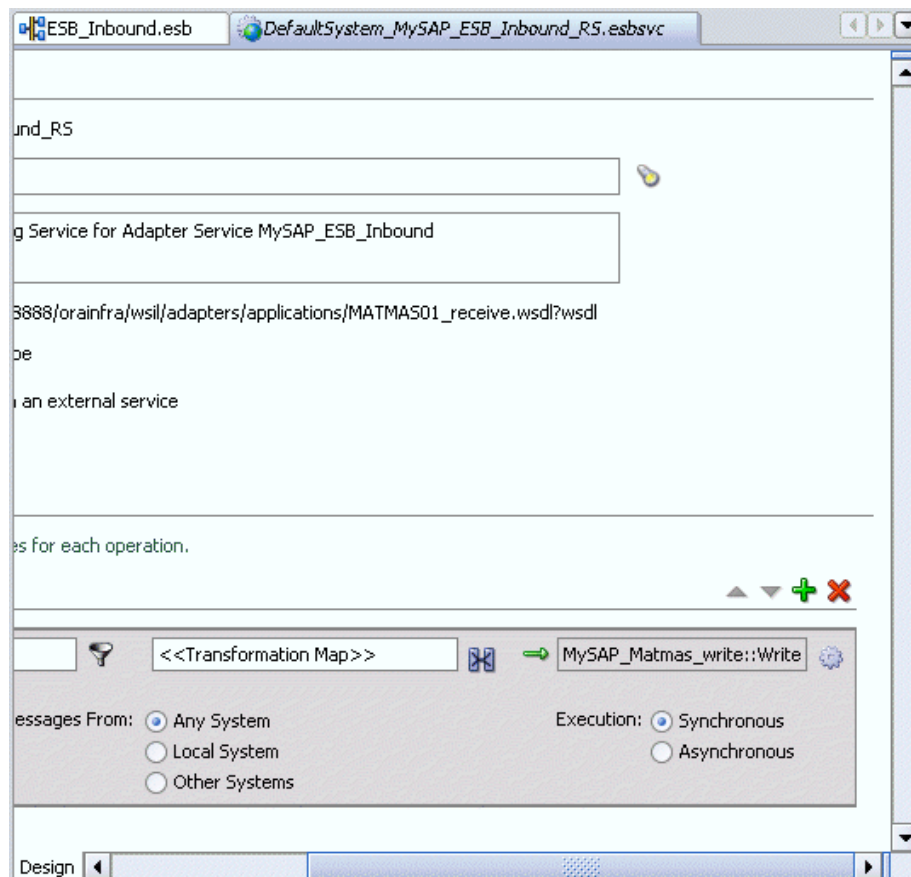 ESB_Inbound.esb DefaultSystem_MySAP_ESB_Inbound_RS.esbsvc
und_RS
g Service for Adapter Service MySAP_ESB_Inbound
8888/orainfra/wsil/adapters/applications/MATMAS01_receive.wsdl?wsdl
pe
an external service
es for each operation.
<<Transformation Map>> MySAP_Matmas_write::Write
essages From: Any System Execution: Synchronous
Local System Asynchronous
Other Systems
Design